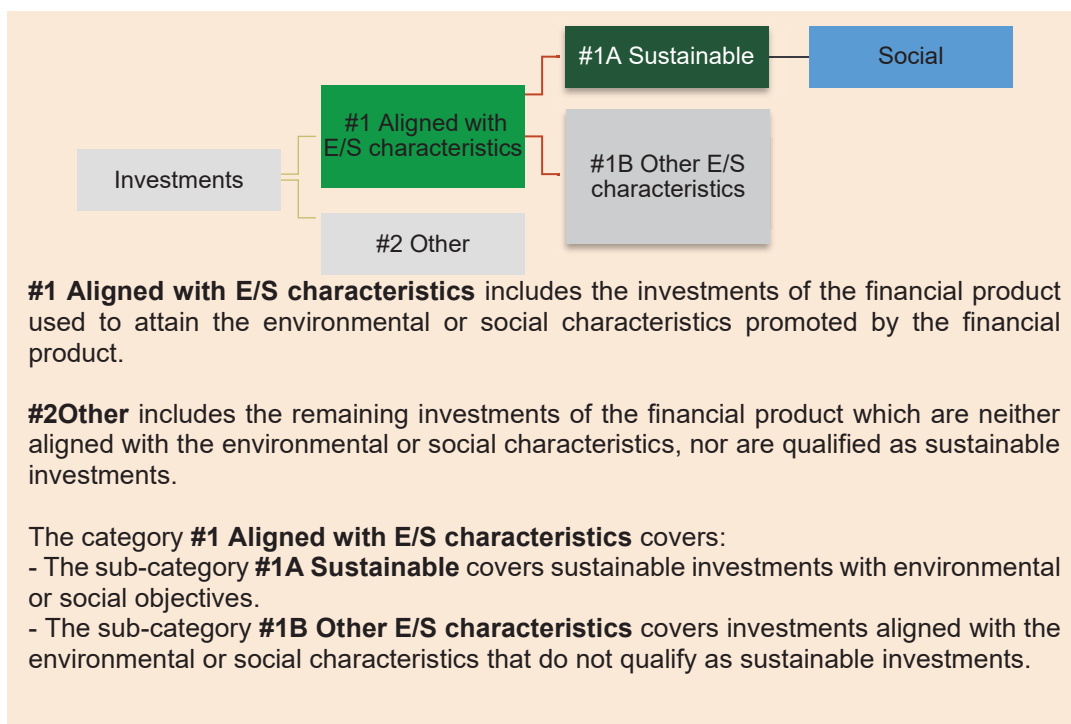 #1A Sustainable
Social
#1 Aligned with
E/S characteristics
#1B Other E/S
characteristics
Investments
#2 Other
#1 Aligned with E/S characteristics includes the investments of the financial product
used to attain the environmental or social characteristics promoted by the financial
product.
#2Other includes the remaining investments of the financial product which are neither
aligned with the environmental or social characteristics, nor are qualified as sustainable
investments.
The category #1 Aligned with E/S characteristics covers:
- The sub-category #1A Sustainable covers sustainable investments with environmental
or social objectives.
- The sub-category #1B Other E/S characteristics covers investments aligned with the
environmental or social characteristics that do not qualify as sustainable investments.